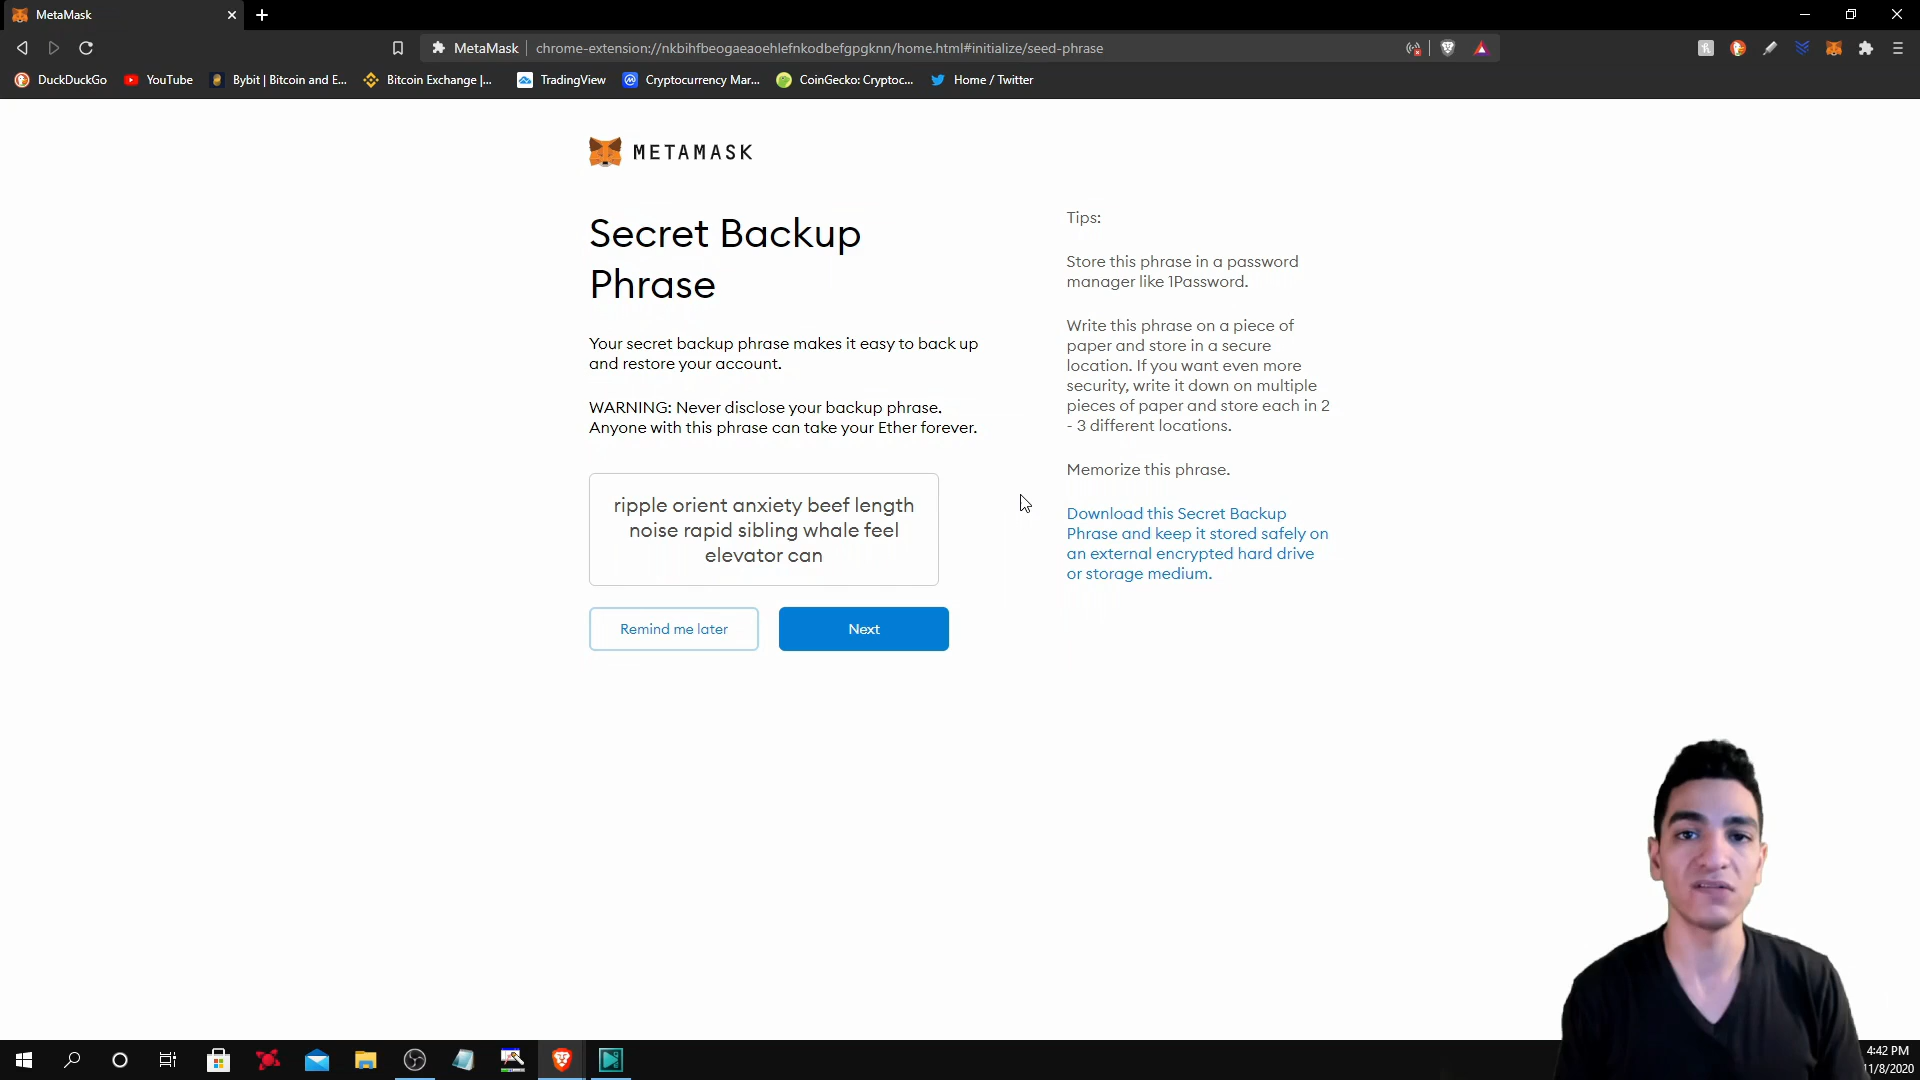 MetaMask
MetaMask
chrome-extension://nkbihfbeogaeaoehlefnkodbefgpgknn/home.html#initialize/seed-phrase
DuckDuckGo
YouTube
Bybit | Bitcoin and E...
Bitcoin Exchange |...
TradingView
Cryptocurrency Mar...
CoinGecko: Cryptoc...
Home / Twitter
METAMASK
Secret Backup
Phrase
Your secret backup phrase makes it easy to back up
and restore your account.
WARNING: Never disclose your backup phrase.
Anyone with this phrase can take your Ether forever.
ripple orient anxiety beef length
noise rapid sibling whale feel
elevator can
Remind me later
Next
Tips:
Store this phrase in a password
manager like 1Password.
Write this phrase on a piece of
paper and store in a secure
location. If you want even more
security, write it down on multiple
pieces of paper and store each in 2
- 3 different locations.
Memorize this phrase.
Download this Secret Backup
Phrase and keep it stored safely on
an external encrypted hard drive
or storage medium.
4:42 PM
11/8/2020